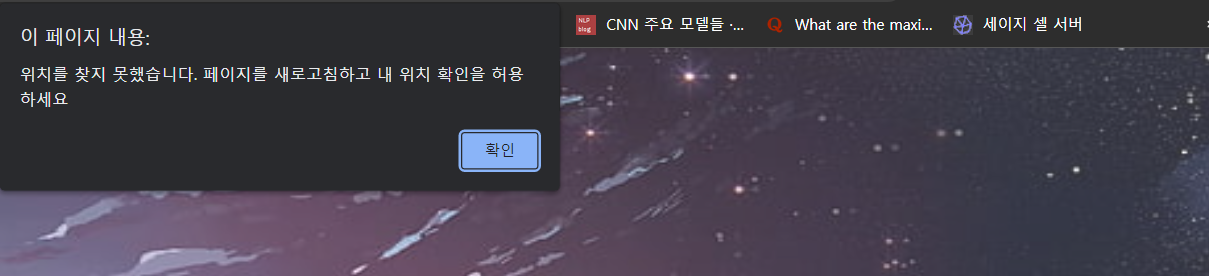 이 페이지 내용:
위치를 찾지 못했습니다. 페이지를 새로고침하고 내 위치 확인을 허용
하세요
확인
NLP
blog
CNN 주요 모델들 ·...
What are the maxi...
세이지 셀 서버